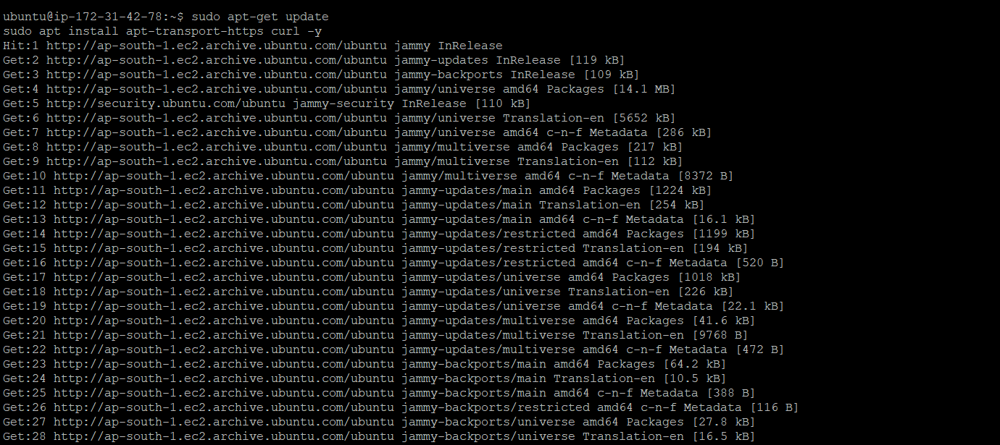 ubuntu@ip-172-31-42-78:~$ sudo apt-get update
sudo apt install apt-transport-https curl -y
Hit:1 http://ap-south-1.ec2.archive.ubuntu.com/ubuntu jammy InRelease
Get:2 http://ap-south-1.ec2.archive.ubuntu.com/ubuntu jammy-updates InRelease [119 kB]
Get:3 http://ap-south-1.ec2.archive.ubuntu.com/ubuntu jammy-backports InRelease [109 kB]
Get:4 http://ap-south-1.ec2.archive.ubuntu.com/ubuntu jammy/universe amd64 Packages [14.1 MB]
Get:5 http://security.ubuntu.com/ubuntu jammy-security InRelease [110 kB]
Get:6 http://ap-south-1.ec2.archive.ubuntu.com/ubuntu jammy/universe Translation-en [5652 kB]
Get:7 http://ap-south-1.ec2.archive.ubuntu.com/ubuntu jammy/universe amd64 c-n-f Metadata [286 kB]
Get:8 http://ap-south-1.ec2.archive.ubuntu.com/ubuntu jammy/multiverse amd64 Packages [217 kB]
Get:9 http://ap-south-1.ec2.archive.ubuntu.com/ubuntu jammy/multiverse Translation-en [112 kB]
Get:10 http://ap-south-1.ec2.archive.ubuntu.com/ubuntu jammy/multiverse amd64 c-n-f Metadata [8372 B]
Get:11 http://ap-south-1.ec2.archive.ubuntu.com/ubuntu jammy-updates/main amd64 Packages [1224 kB]
Get:12 http://ap-south-1.ec2.archive.ubuntu.com/ubuntu jammy-updates/main Translation-en [254 kB]
Get:13 http://ap-south-1.ec2.archive.ubuntu.com/ubuntu jammy-updates/main amd64 c-n-f Metadata [16.1 kB]
Get:14 http://ap-south-1.ec2.archive.ubuntu.com/ubuntu jammy-updates/restricted amd64 Packages [1199 kB]
Get:15 http://ap-south-1.ec2.archive.ubuntu.com/ubuntu jammy-updates/restricted Translation-en [194 kB]
Get:16 http://ap-south-1.ec2.archive.ubuntu.com/ubuntu jammy-updates/restricted amd64 c-n-f Metadata [520 B]
Get:17 http://ap-south-1.ec2.archive.ubuntu.com/ubuntu jammy-updates/universe amd64 Packages [1018 kB]
Get:18 http://ap-south-1.ec2.archive.ubuntu.com/ubuntu jammy-updates/universe Translation-en [226 kB]
Get:19 http://ap-south-1.ec2.archive.ubuntu.com/ubuntu jammy-updates/universe amd64 c-n-f Metadata [22.1 kB]
Get:20 http://ap-south-1.ec2.archive.ubuntu.com/ubuntu jammy-updates/multiverse amd64 Packages [41.6 kB]
Get:21 http://ap-south-1.ec2.archive.ubuntu.com/ubuntu jammy-updates/multiverse Translation-en [9768 B]
Get:22 http://ap-south-1.ec2.archive.ubuntu.com/ubuntu jammy-updates/multiverse amd64 c-n-f Metadata [472 B]
Get:23 http://ap-south-1.ec2.archive.ubuntu.com/ubuntu jammy-backports/main amd64 Packages [64.2 kB]
Get:24 http://ap-south-1.ec2.archive.ubuntu.com/ubuntu jammy-backports/main Translation-en [10.5 kB]
Get:25 http://ap-south-1.ec2.archive.ubuntu.com/ubuntu jammy-backports/main amd64 c-n-f Metadata [388 B]
Get:26 http://ap-south-1.ec2.archive.ubuntu.com/ubuntu jammy-backports/restricted amd64 c-n-f Metadata [116 B]
Get:27 http://ap-south-1.ec2.archive.ubuntu.com/ubuntu jammy-backports/universe amd64 Packages [27.8 kB]
Get:28 http://ap-south-1.ec2.archive.ubuntu.com/ubuntu jammy-backports/universe Translation-en [16.5 kB]